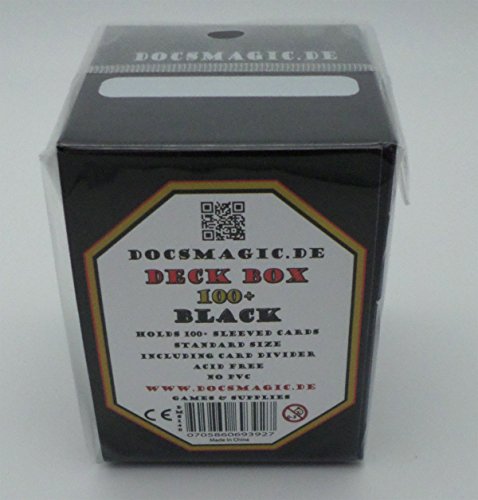 DOCSMAGIC.DE
DOCSMAGIC.DE
DECK BOX
100+
BLACK
HOLDS 100+ SLEEVED CARDS
STANDARD SIZE
INCLUDING CARD DIVIDER
ACID FREE
NO PVC
WWW.DOCSMAGIC.DE
GAMES & SUPPLIES
CE
0705860693927
Made in China